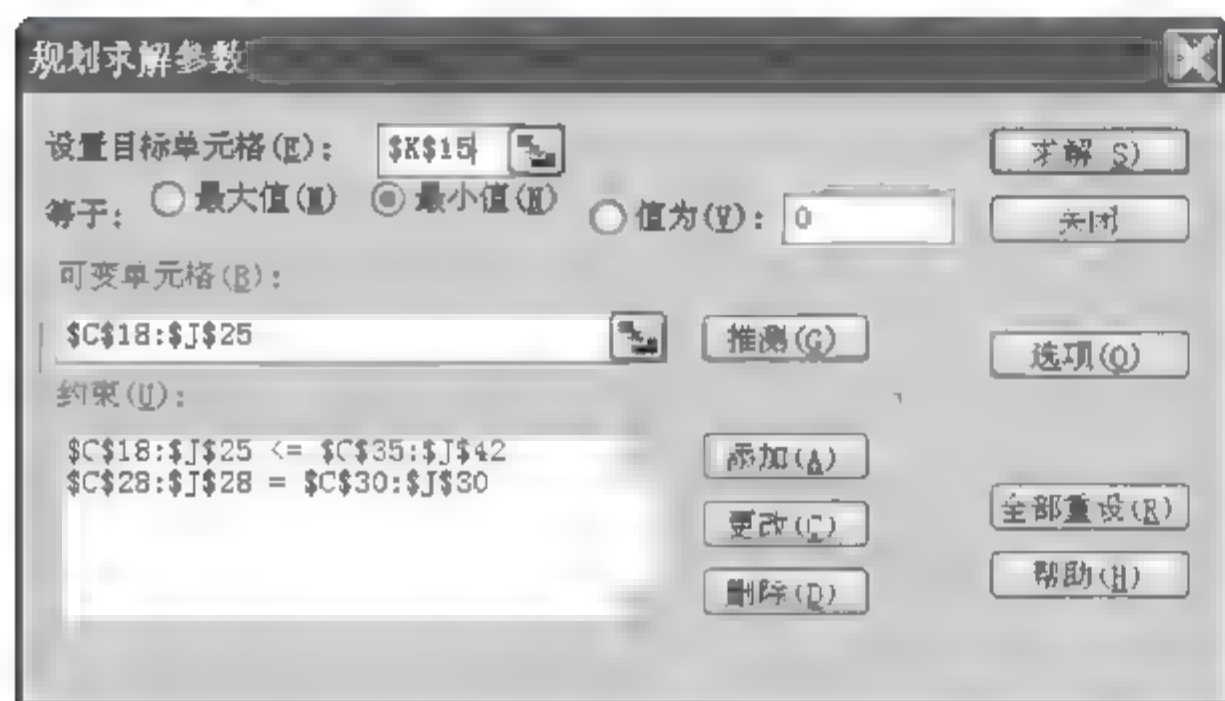 规划求解参数
设置目标单元格(E): $K$15 求解 S)
等于: 最大值(M) 最小值(N) 值为(V): 0 关闭
可变单元格(B):
$C$18:$J$25 推测(G) 选项(O)
约束(U):
$C$18:$J$25 <= $C$35:$J$42 添加(A)
$C$28:$J$28 = $C$30:$J$30
更改(C) 全部重设(R)
删除(D) 帮助(H)